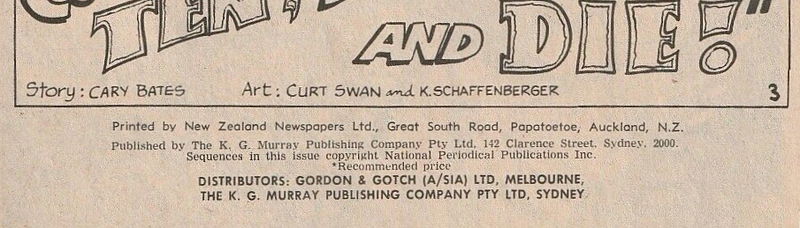 TEN,
AND DIE!"
Story: CARY BATES Art: CURT SWAN and K.SCHAFFENBERGER 3
Printed by New Zealand Newspapers Ltd., Great South Road, Papatoetoe, Auckland, N.Z.
Published by The K. G. Murray Publishing Company Pty Ltd, 142 Clarence Street, Sydney, 2000.
Sequences in this issue copyright National Periodical Publications Inc.
*Recommended price
DISTRIBUTORS: GORDON & GOTCH (A/SIA) LTD, MELBOURNE,
THE K. G. MURRAY PUBLISHING COMPANY PTY LTD, SYDNEY